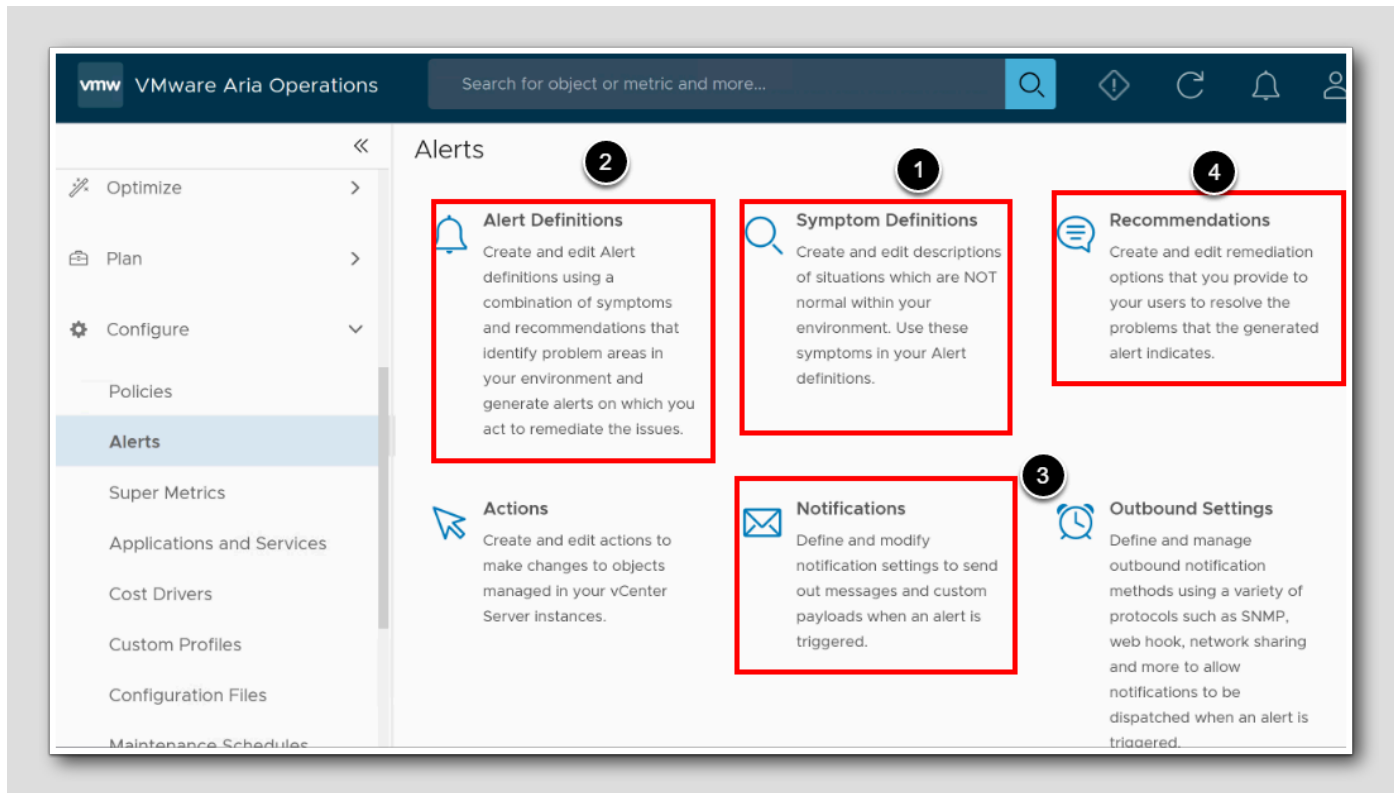 vmw VMware Aria Operations
Search for object or metric and more...
Optimize
Plan
Configure
Policies
Alerts
Super Metrics
Applications and Services
Cost Drivers
Custom Profiles
Configuration Files
Maintenance Schedules
Alerts
2
Alert Definitions
Create and edit Alert
definitions using a
combination of symptoms
and recommendations that
identify problem areas in
your environment and
generate alerts on which you
act to remediate the issues.
1
Symptom Definitions
Create and edit descriptions
of situations which are NOT
normal within your
environment. Use these
symptoms in your Alert
definitions.
4
Recommendations
Create and edit remediation
options that you provide to
your users to resolve the
problems that the generated
alert indicates.
Actions
Create and edit actions to
make changes to objects
managed in your vCenter
Server instances.
3
Notifications
Define and modify
notification settings to send
out messages and custom
payloads when an alert is
triggered.
Outbound Settings
Define and manage
outbound notification
methods using a variety of
protocols such as SNMP,
web hook, network sharing
and more to allow
notifications to be
dispatched when an alert is
triggered.